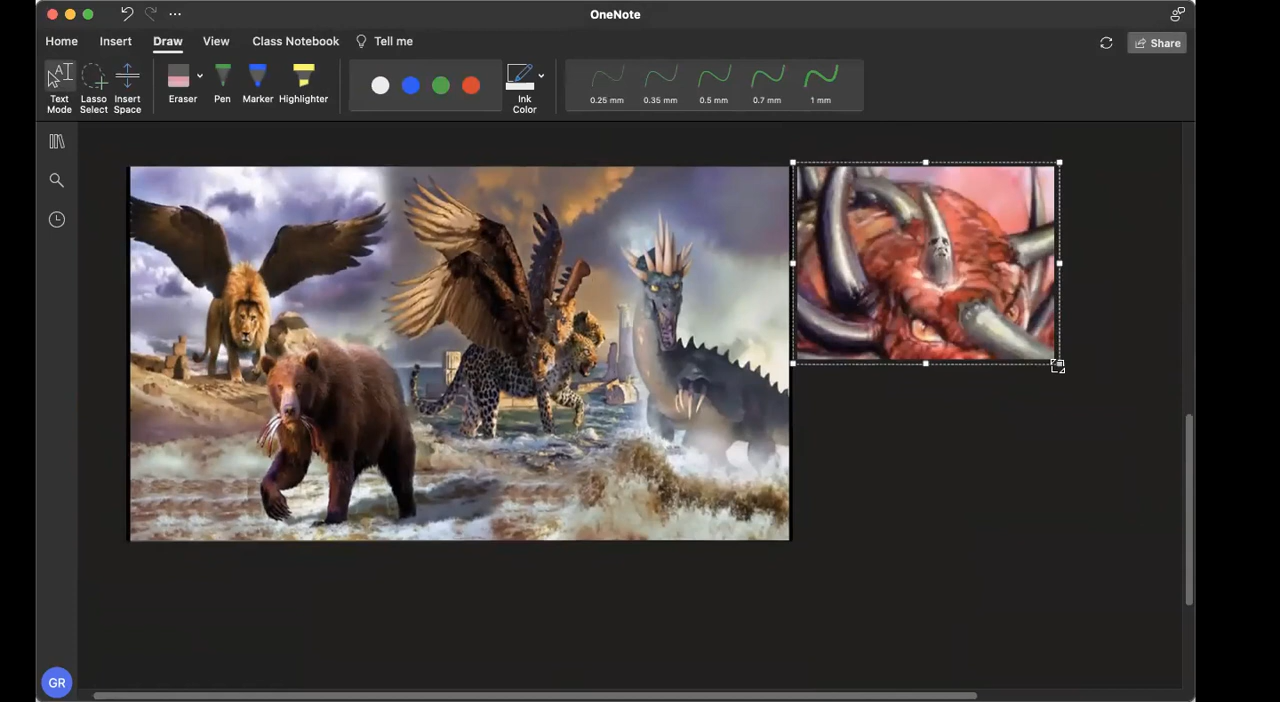 OneNote
Home Insert Draw View Class Notebook Tell me
Share
Text Mode
Lasso Select
Insert Space
Eraser
Pen
Marker
Highlighter
Ink Color
0.25 mm
0.35 mm
0.5 mm
0.7 mm
1 mm
GR